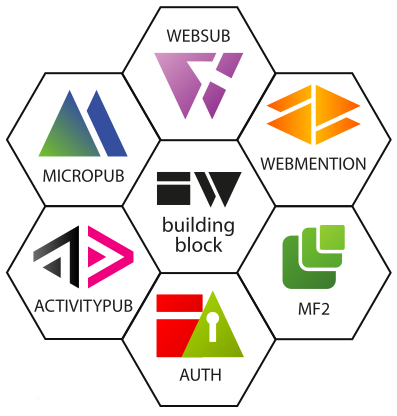 WEBSUB
MICROPUB
WEBMENTION
building
block
ACTIVITYPUB
MF2
AUTH